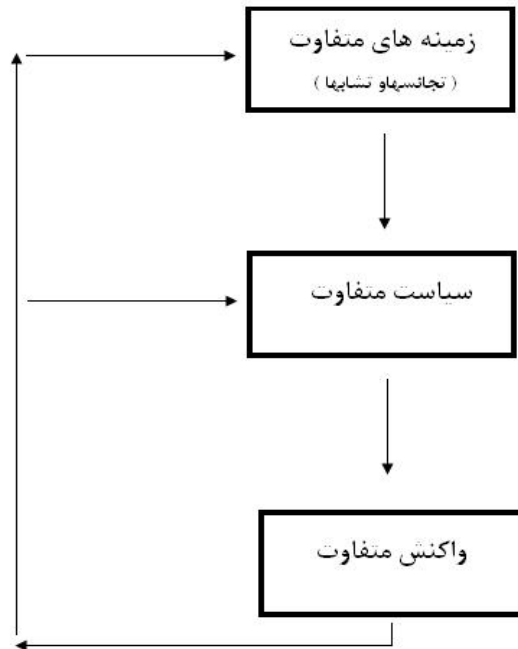 زمینه های متفاوت
( تجانسهاو تشابها )
سیاست متفاوت
واکنش متفاوت